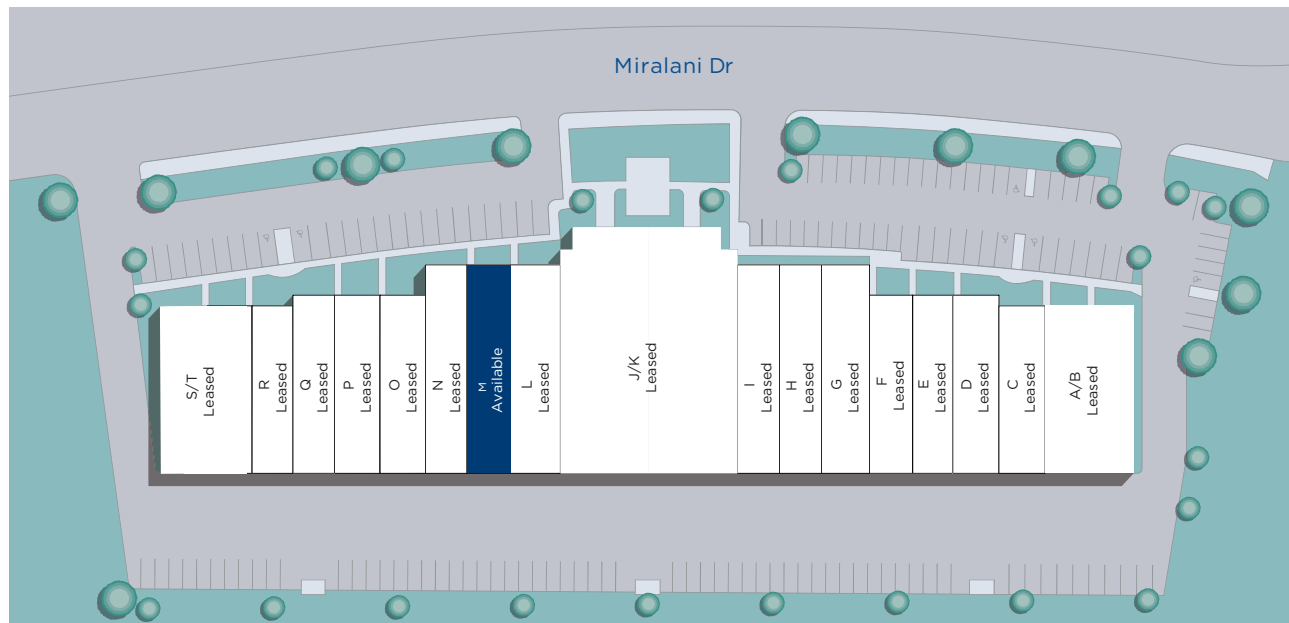 Miralani Dr
S/T
Leased
R
Leased
Q
Leased
P
Leased
O
Leased
N
Leased
M
Available
L
Leased
J/K
Leased
I
Leased
H
Leased
G
Leased
F
Leased
E
Leased
D
Leased
C
Leased
A/B
Leased